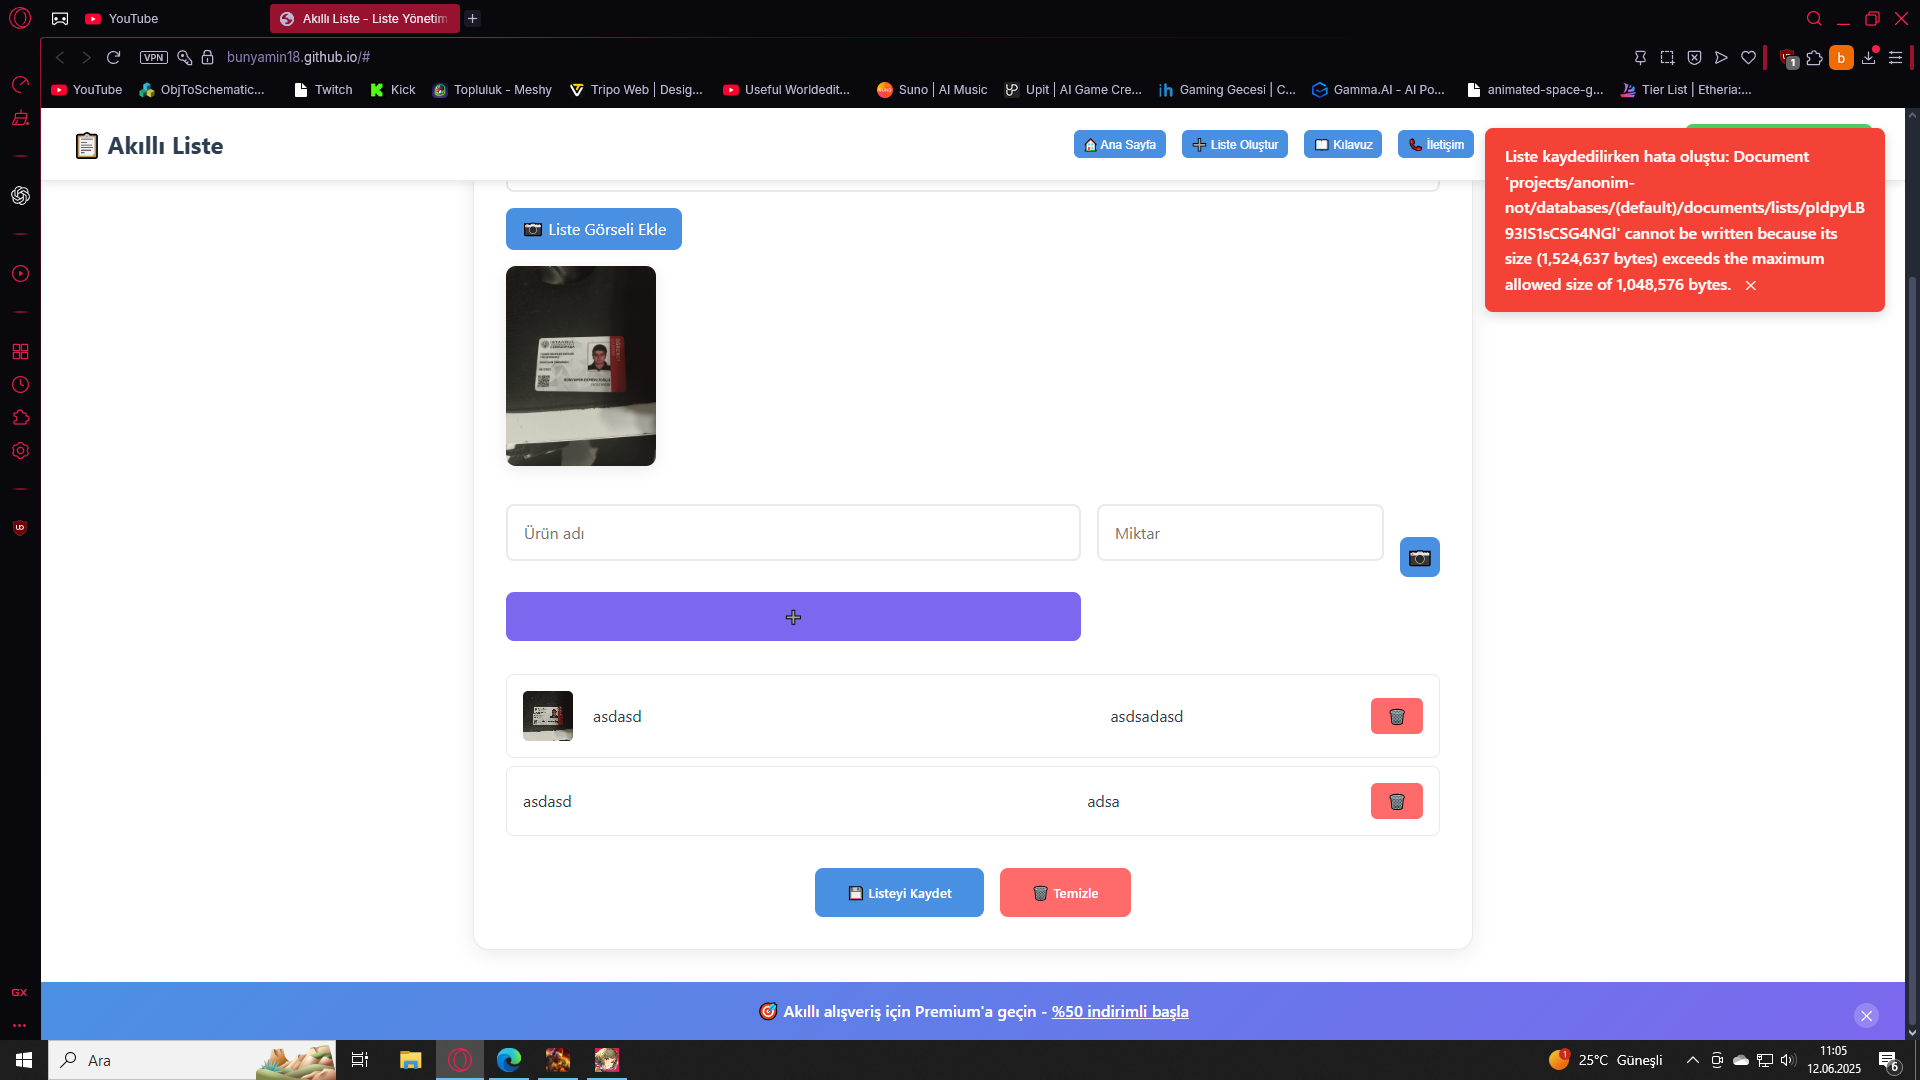 YouTube
Akıllı Liste - Liste Yönetim
VPN
bunyamin18.github.io/#
1
b
YouTube
ObjToSchematic...
Twitch
Kick
Topluluk - Meshy
Tripo Web | Desig...
Useful Worldedit...
Suno | AI Music
Upit | AI Game Cre...
Gaming Gecesi | C...
Gamma.AI - AI Po...
animated-space-g...
Tier List | Etheria:...
Akıllı Liste
Ana Sayfa
Liste Oluştur
Kılavuz
İletişim
Liste kaydedilirken hata oluştu: Document
'projects/anonim-
not/databases/(default)/documents/lists/pIdpyLB
93IS1sCSG4NGl' cannot be written because its
size (1,524,637 bytes) exceeds the maximum
allowed size of 1,048,576 bytes. ×
Liste Görseli Ekle
Ürün adı
Miktar
asdasd
asdsadasd
asdasd
adsa
Listeyi Kaydet
Temizle
Akıllı alışveriş için Premium'a geçin - %50 indirimli başla
GX
Ara
1
25°C Güneşli
11:05
12.06.2025
6